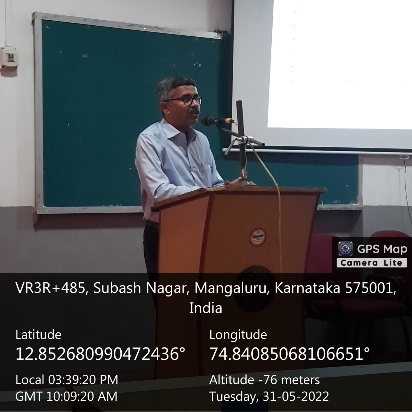 GPS Map
Camera Lite
VR3R+485, Subash Nagar, Mangaluru, Karnataka 575001,
India
Latitude
Longitude
12.852680990472436°
74.84085068106651°
Local 03:39:20 PM
Altitude -76 meters
GMT 10:09:20 AM
Tuesday, 31-05-2022